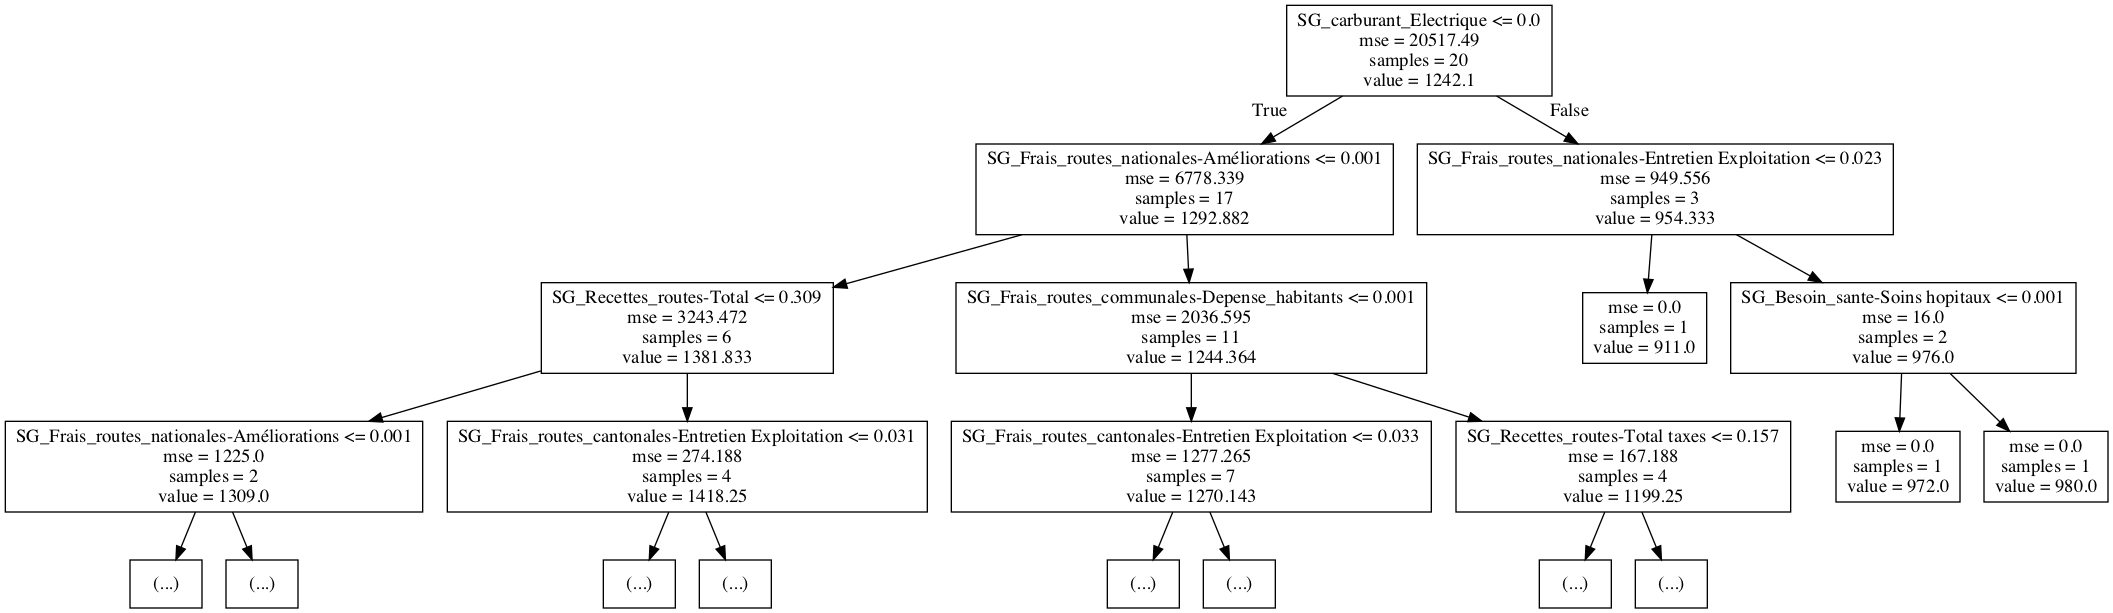 SG_carburant_Electrique <= 0.0
mse = 20517.49
samples = 20
value = 1242.1
True
False
SG_Frais_routes_nationales-Améliorations <= 0.001
mse = 6778.339
samples = 17
value = 1292.882
SG_Frais_routes_nationales-Entretien Exploitation <= 0.023
mse = 949.556
samples = 3
value = 954.333
SG_Recettes_routes-Total <= 0.309
mse = 3243.472
samples = 6
value = 1381.833
SG_Frais_routes_communales-Depense_habitants <= 0.001
mse = 2036.595
samples = 11
value = 1244.364
mse = 0.0
samples = 1
value = 911.0
SG_Besoin_sante-Soins hopitaux <= 0.001
mse = 16.0
samples = 2
value = 976.0
SG_Frais_routes_nationales-Améliorations <= 0.001
mse = 1225.0
samples = 2
value = 1309.0
SG_Frais_routes_cantonales-Entretien Exploitation <= 0.031
mse = 274.188
samples = 4
value = 1418.25
SG_Frais_routes_cantonales-Entretien Exploitation <= 0.033
mse = 1277.265
samples = 7
value = 1270.143
SG_Recettes_routes-Total taxes <= 0.157
mse = 167.188
samples = 4
value = 1199.25
mse = 0.0
samples = 1
value = 972.0
mse = 0.0
samples = 1
value = 980.0
(...)
(...)
(...)
(...)
(...)
(...)
(...)
(...)